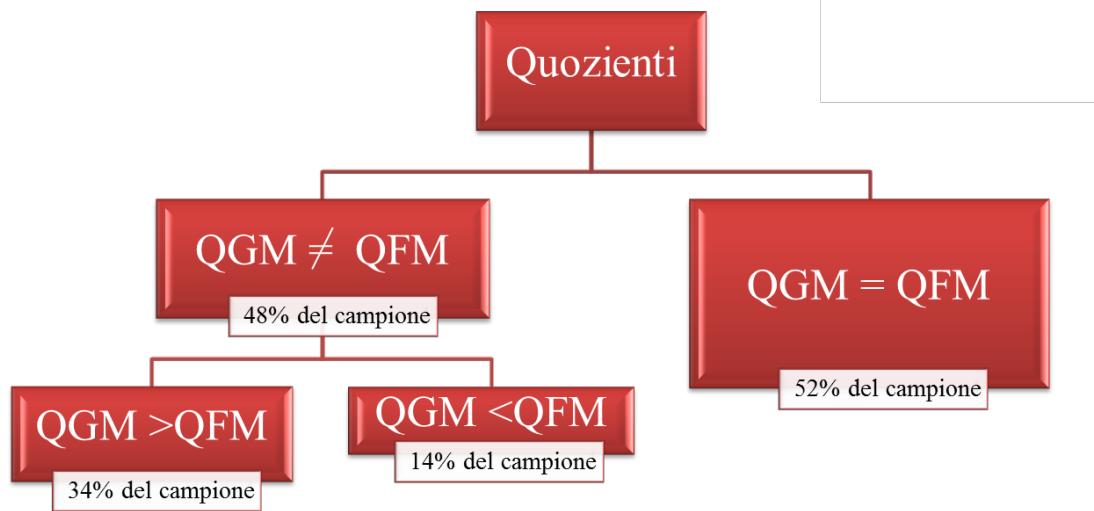 Quozienti
QGM ≠ QFM
48% del campione
QGM = QFM
52% del campione
QGM >QFM
34% del campione
QGM <QFM
14% del campione